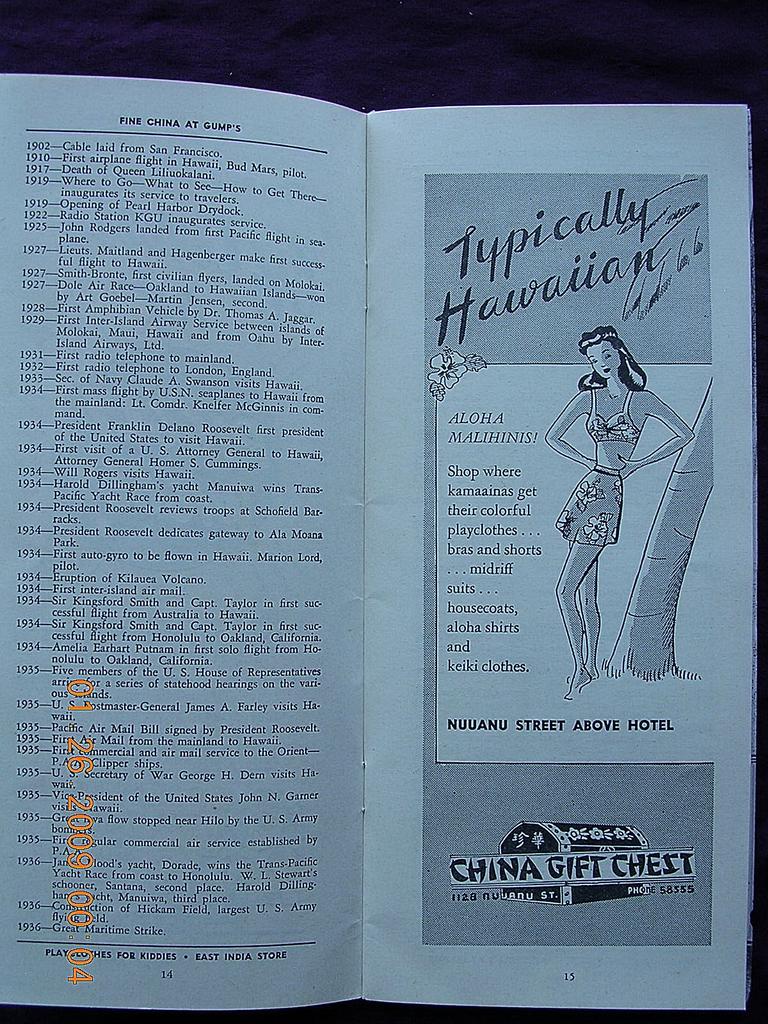 FINE CHINA AT GUMP'S
1902—Cable laid from San Francisco.
1910—First airplane flight in Hawaii, Bud Mars, pilot.
1917—Death of Queen Liliuokalani.
1919—Where to Go—What to See—How to Get There—
inaugurates its service to travelers.
1919—Opening of Pearl Harbor Drydock.
1922—Radio Station KGU inaugurates service.
1925—John Rodgers landed from first Pacific flight in sea-
plane.
1927—Lieuts. Maitland and Hagenberger make first success-
ful flight to Hawaii.
1927—Smith-Bronte, first civilian flyers, landed on Molokai.
1927—Dole Air Race—Oakland to Hawaiian Islands—won
by Art Goebel—Martin Jensen, second.
1928—First Amphibian Vehicle by Dr. Thomas A. Jaggar.
1929—First Inter-Island Airway Service between islands of
Molokai, Maui, Hawaii and from Oahu by Inter-
Island Airways, Ltd.
1931—First radio telephone to mainland.
1932—First radio telephone to London, England.
1933—Sec. of Navy Claude A. Swanson visits Hawaii.
1934—First mass flight by U.S.N. seaplanes to Hawaii from
the mainland: Lt. Comdr. Knelfer McGinnis in com-
mand.
1934—President Franklin Delano Roosevelt first president
of the United States to visit Hawaii.
1934—First visit of a U. S. Attorney General to Hawaii,
Attorney General Homer S. Cummings.
1934—Will Rogers visits Hawaii.
1934—Harold Dillingham's yacht Manuiwa wins Trans-
Pacific Yacht Race from coast.
1934—President Roosevelt reviews troops at Schofield Bar-
racks.
1934—President Roosevelt dedicates gateway to Ala Moana
Park.
1934—First auto-gyro to be flown in Hawaii. Marion Lord,
pilot.
1934—Eruption of Kilauea Volcano.
1934—First inter-island air mail.
1934—Sir Kingsford Smith and Capt. Taylor in first suc-
cessful flight from Australia to Hawaii.
1934—Sir Kingsford Smith and Capt. Taylor in first suc-
cessful flight from Honolulu to Oakland, California.
1934—Amelia Earhart Putnam in first solo flight from Ho-
nolulu to Oakland, California.
1935—Five members of the U. S. House of Representatives
arrive for a series of statehood hearings on the vari-
ous islands.
1935—U. S. Postmaster-General James A. Farley visits Ha-
waii.
1935—Pacific Air Mail Bill signed by President Roosevelt.
1935—First Air Mail from the mainland to Hawaii.
1935—First commercial and air mail service to the Orient—
P.A.A. Clipper ships.
1935—U. S. Secretary of War George H. Dern visits Ha-
waii.
1935—Vice-President of the United States John N. Garner
visits Hawaii.
1935—Great lava flow stopped near Hilo by the U. S. Army
bombers.
1935—First regular commercial air service established by
1936—James Flood's yacht, Dorade, wins the Trans-Pacific
Yacht Race from coast to Honolulu. W. L. Stewart's
schooner, Santana, second place. Harold Dilling-
ham's yacht, Manuiwa, third place.
1936—Construction of Hickam Field, largest U. S. Army
flying field.
1936—Great Maritime Strike.
PLAY CLOTHES FOR KIDDIES • EAST INDIA STORE
14
01 26 2009 00:04
Typically
Hawaiian
ALOHA
MALIHINIS!
Shop where
kamaainas get
their colorful
playclothes . . .
bras and shorts
. . . midriff
suits . . .
housecoats,
aloha shirts
and
keiki clothes.
NUUANU STREET ABOVE HOTEL
珍華
CHINA GIFT CHEST
1128 NUUANU ST.
PHONE 58355
15